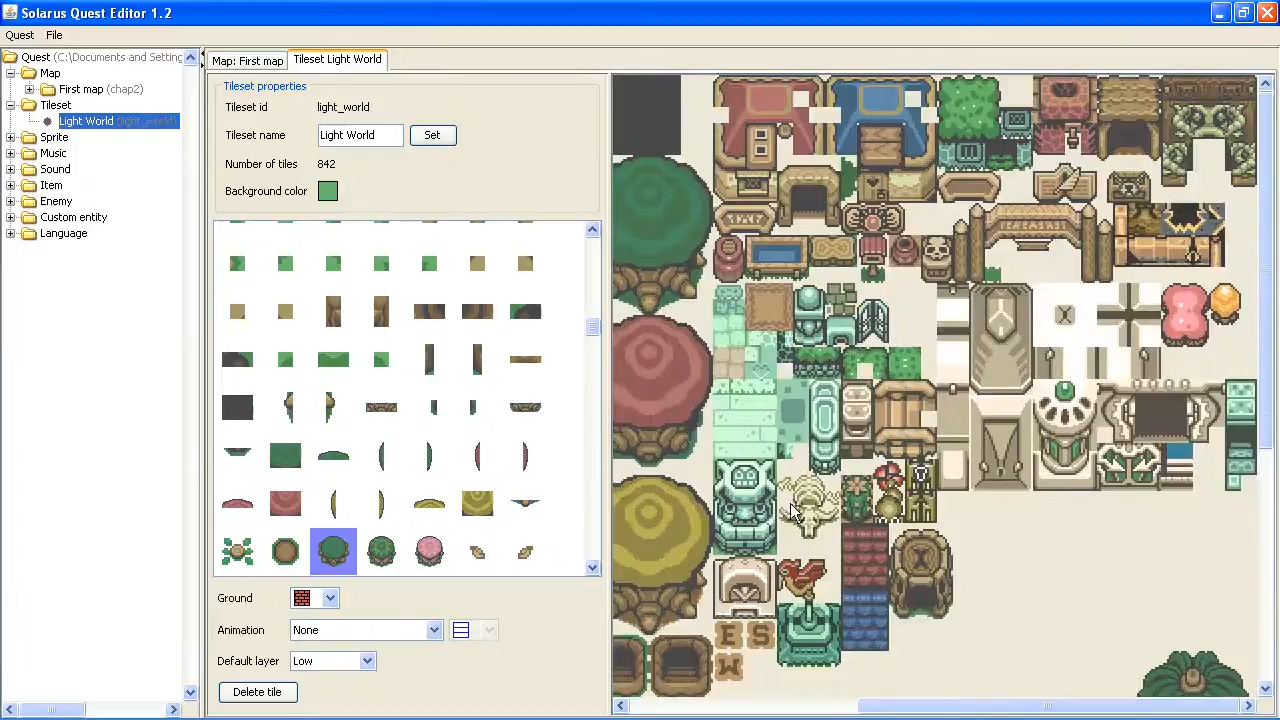 Solarus Quest Editor 1.2
Quest File
Quest (C:\Documents and Setting
Map
First map (chap2)
Tileset
Light World (light_world)
Sprite
Music
Sound
Item
Enemy
Custom entity
Language
Map: First map
Tileset Light World
Tileset properties
Tileset id light_world
Tileset name Light World Set
Number of tiles 842
Background color
Ground
Animation None
Default layer Low
Delete tile
E S
W